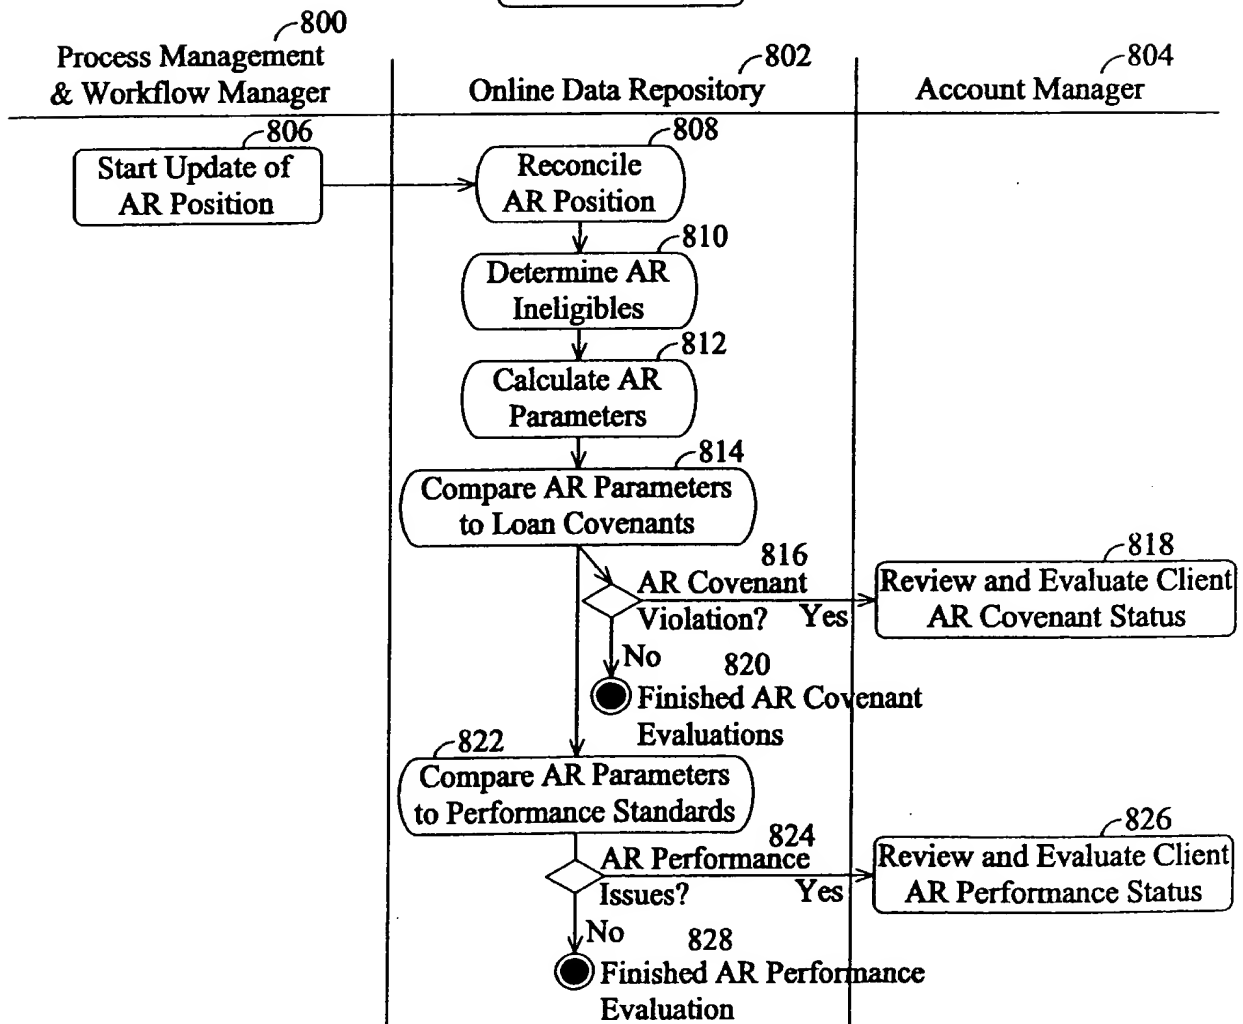 800
Process Management
& Workflow Manager
802
Online Data Repository
804
Account Manager
806
Start Update of
AR Position
808
Reconcile
AR Position
810
Determine AR
Ineligibles
812
Calculate AR
Parameters
814
Compare AR Parameters
to Loan Covenants
816
AR Covenant
Violation?
Yes
818
Review and Evaluate Client
AR Covenant Status
No
820
Finished AR Covenant
Evaluations
822
Compare AR Parameters
to Performance Standards
824
AR Performance
Issues?
Yes
826
Review and Evaluate Client
AR Performance Status
No
828
Finished AR Performance
Evaluation